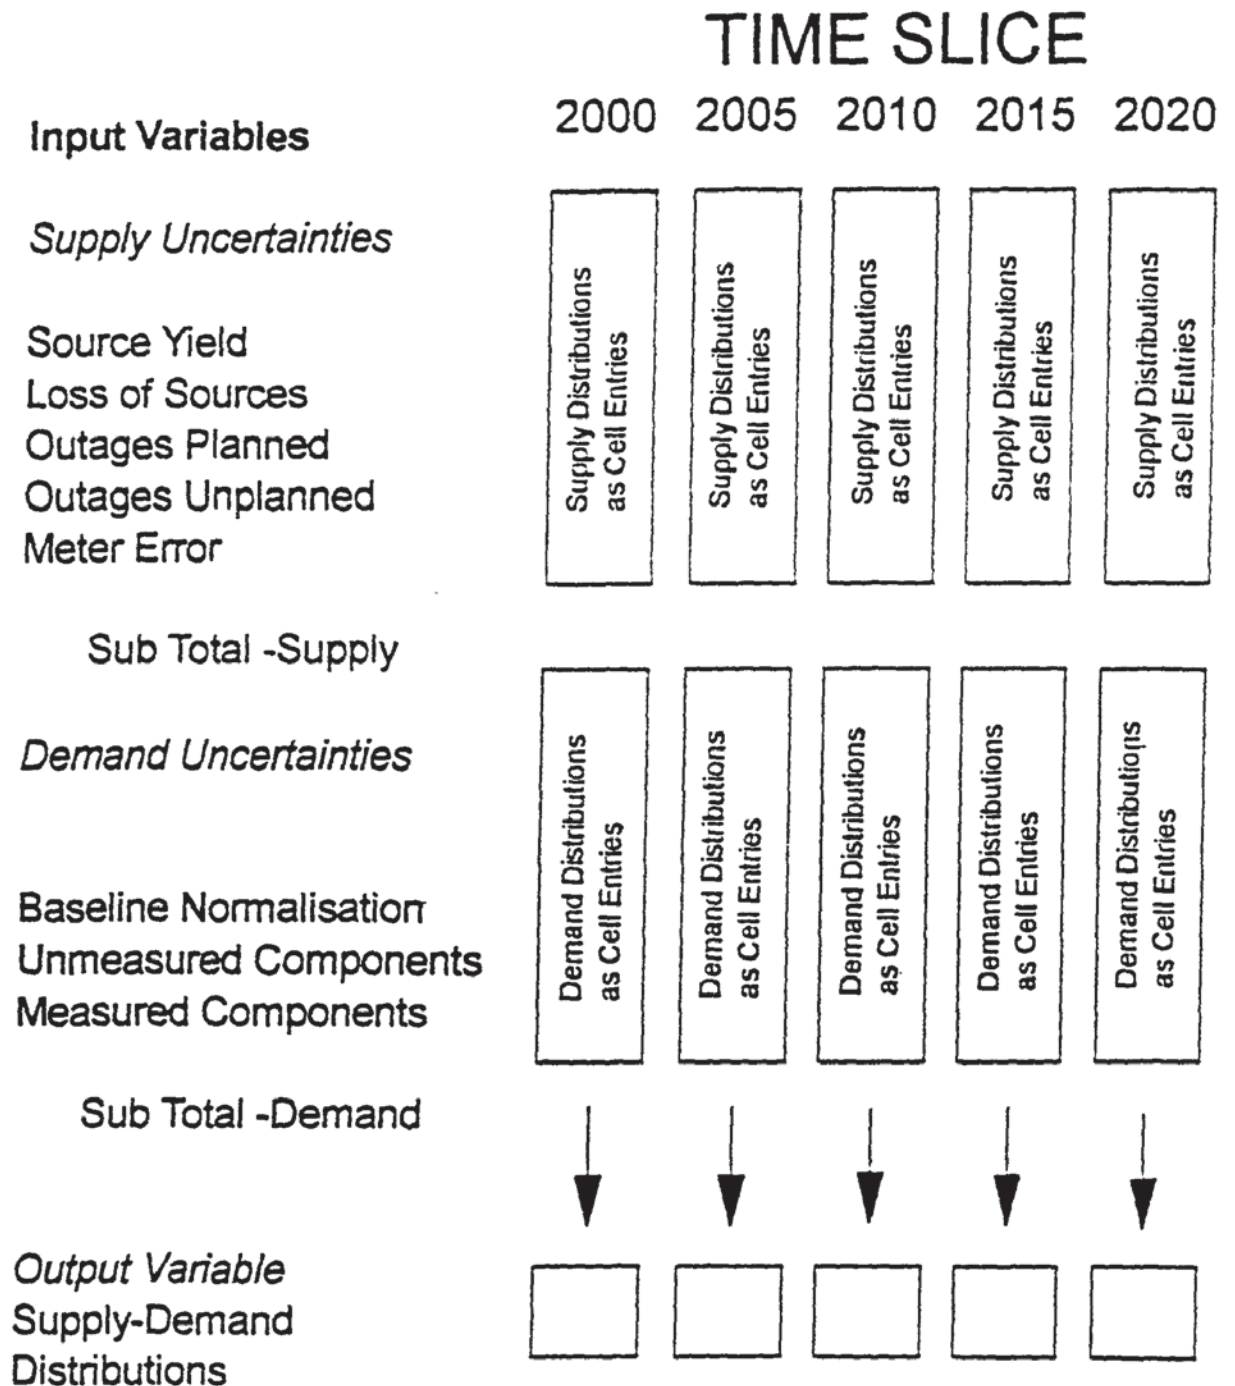 TIME SLICE
Input Variables
2000 2005 2010 2015 2020
Supply Uncertainties
Source Yield
Loss of Sources
Outages Planned
Outages Unplanned
Meter Error
Supply Distributions
as Cell Entries
Supply Distributions
as Cell Entries
Supply Distributions
as Cell Entries
Supply Distributions
as Cell Entries
Supply Distributions
as Cell Entries
Sub Total -Supply
Demand Uncertainties
Baseline Normalisation
Unmeasured Components
Measured Components
Demand Distributions
as Cell Entries
Demand Distributions
as Cell Entries
Demand Distributions
as Cell Entries
Demand Distributions
as Cell Entries
Demand Distributions
as Cell Entries
Sub Total -Demand
Output Variable
Supply-Demand
Distributions